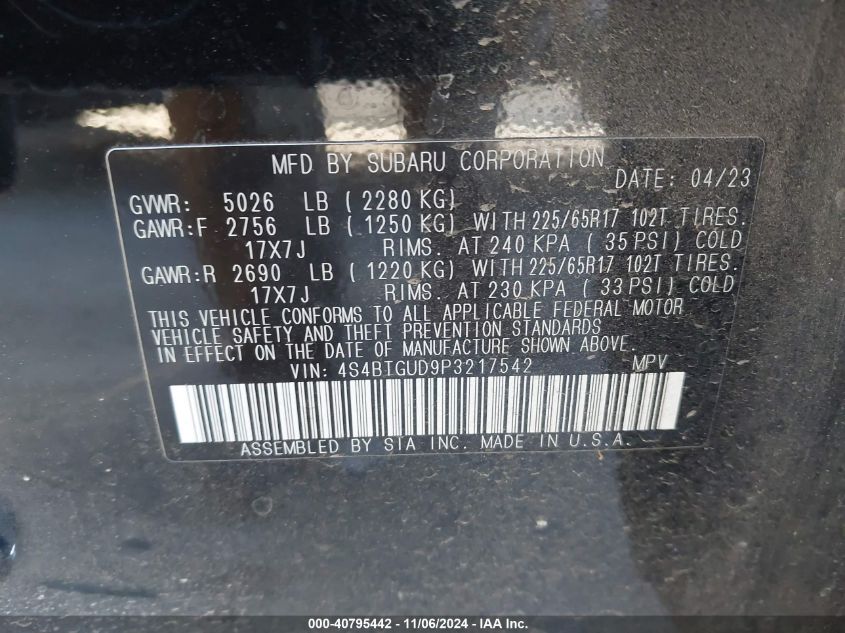 MFD BY SUBARU CORPORATION
DATE: 04/23
GVWR: 5026 LB ( 2280 KG)
GAWR:F 2756 LB ( 1250 KG) WITH 225/65R17 102T TIRES.
17X7J RIMS. AT 240 KPA ( 35 PSI) COLD
GAWR:R 2690 LB ( 1220 KG) WITH 225/65R17 102T TIRES.
17X7J RIMS. AT 230 KPA ( 33 PSI) COLD
THIS VEHICLE CONFORMS TO ALL APPLICABLE FEDERAL MOTOR
VEHICLE SAFETY AND THEFT PREVENTION STANDARDS
IN EFFECT ON THE DATE OF MANUFACTURE SHOWN ABOVE.
VIN: 4S4BTGUD9P3217542 MPV
ASSEMBLED BY SIA INC. MADE IN U.S.A.
000-40795442 - 11/06/2024 - IAA Inc.